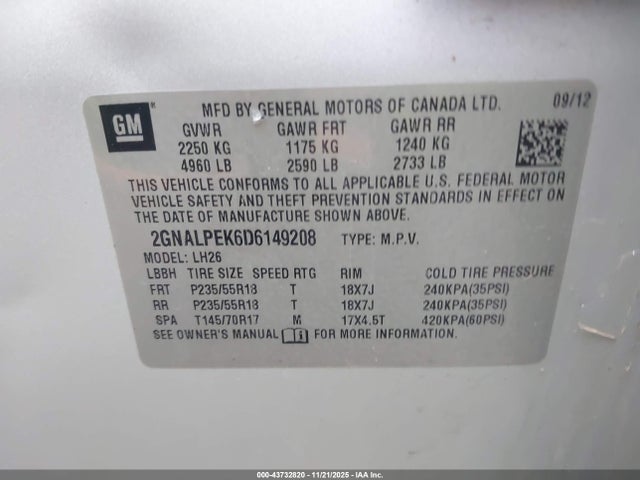 GM
MFD BY GENERAL MOTORS OF CANADA LTD. 09/12
GVWR GAWR FRT GAWR RR
2250 KG 1175 KG 1240 KG
4960 LB 2590 LB 2733 LB
THIS VEHICLE CONFORMS TO ALL APPLICABLE U.S. FEDERAL MOTOR
VEHICLE SAFETY AND THEFT PREVENTION STANDARDS IN EFFECT ON
THE DATE OF MANUFACTURE SHOWN ABOVE.
2GNALPEK6D6149208 TYPE: M.P.V.
MODEL: LH26
LBBH TIRE SIZE SPEED RTG RIM COLD TIRE PRESSURE
FRT P235/55R18 T 18X7J 240KPA(35PSI)
RR P235/55R18 T 18X7J 240KPA(35PSI)
SPA T145/70R17 M 17X4.5T 420KPA(60PSI)
SEE OWNER'S MANUAL FOR MORE INFORMATION.
000-43732820 - 11/21/2025 - IAA, Inc.